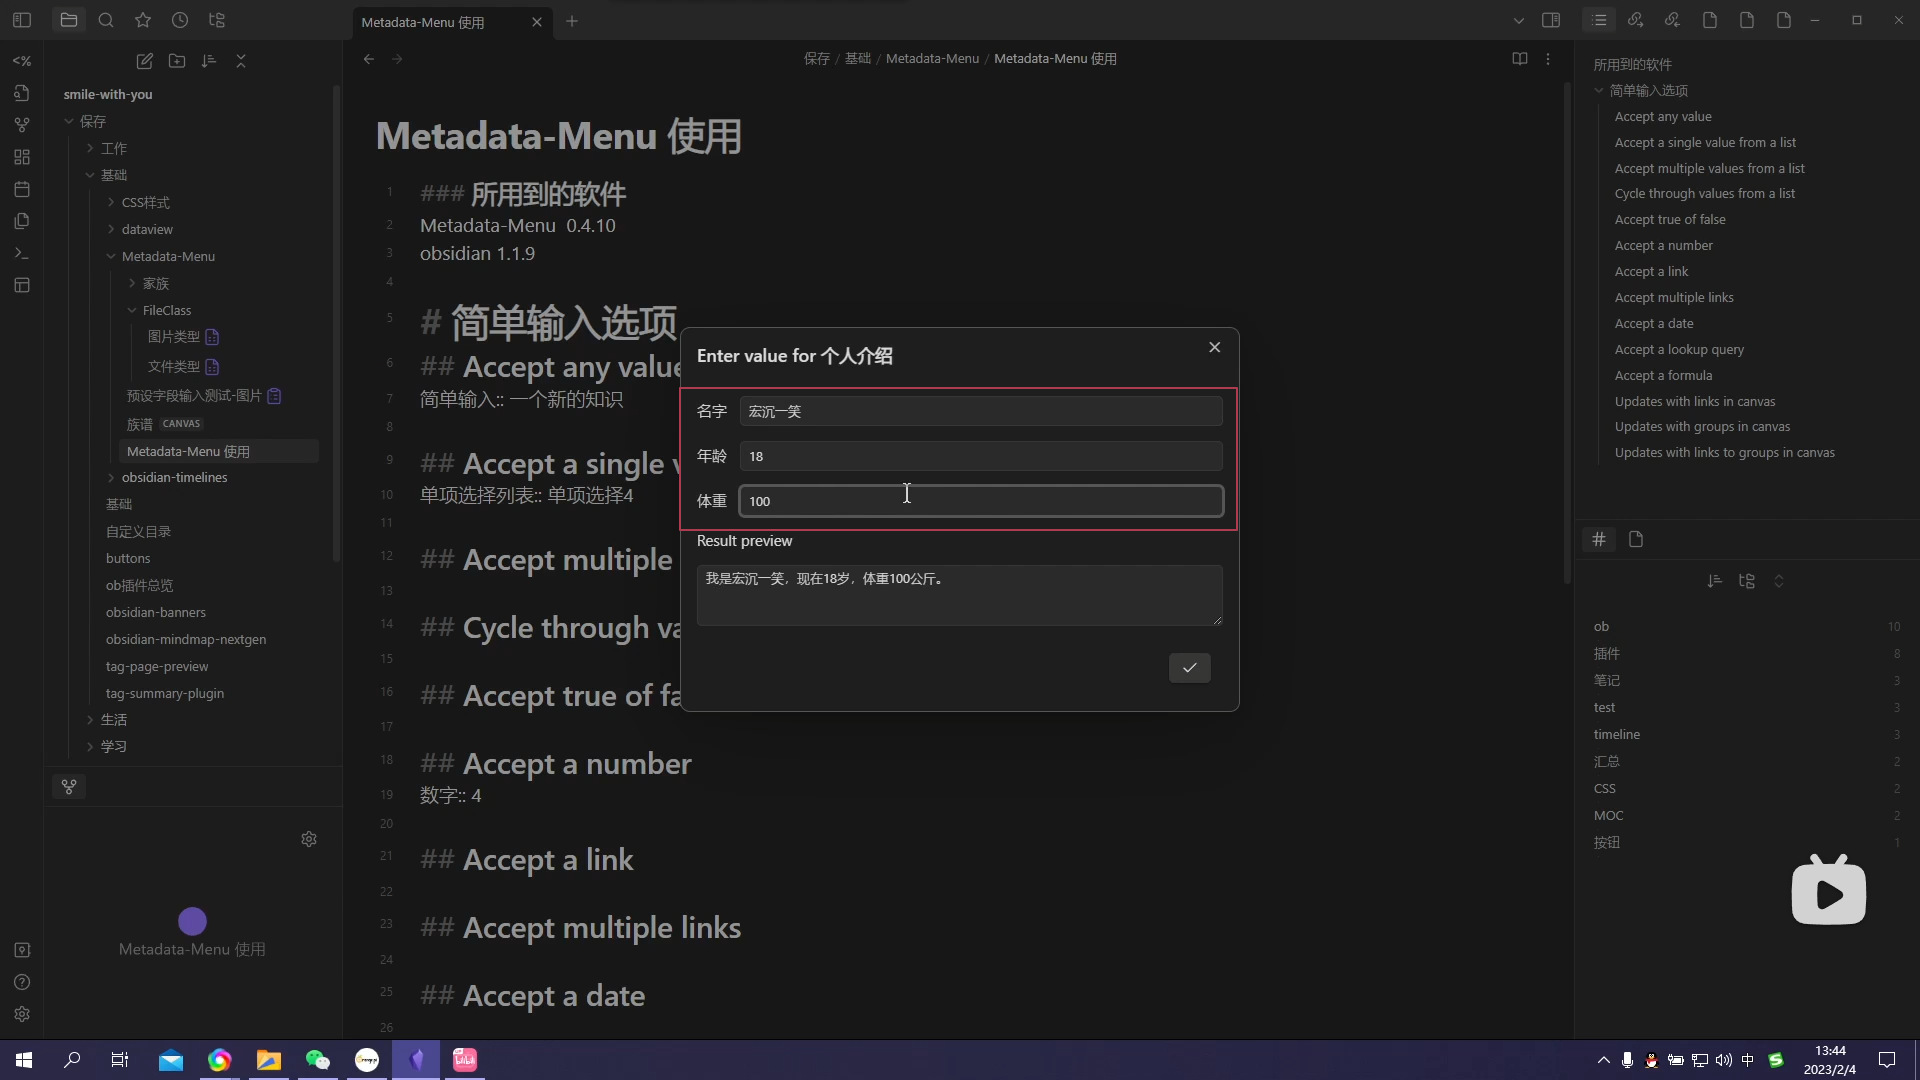 Metadata-Menu 使用
保存 / 基础 / Metadata-Menu / Metadata-Menu 使用
smile-with-you
保存
工作
基础
CSS样式
dataview
Metadata-Menu
家族
FileClass
图片类型
文件类型
预设字段输入测试-图片
族谱 CANVAS
Metadata-Menu 使用
obsidian-timelines
基础
自定义目录
buttons
ob插件总览
obsidian-banners
obsidian-mindmap-nextgen
tag-page-preview
tag-summary-plugin
生活
学习
Metadata-Menu 使用
Metadata-Menu 使用
1 ### 所用到的软件
2 Metadata-Menu 0.4.10
3 obsidian 1.1.9
4
5 # 简单输入选项
6 ## Accept any value
7 简单输入:: 一个新的知识
8
9 ## Accept a single v
10 单项选择列表:: 单项选择4
11
12 ## Accept multiple
13
14 ## Cycle through va
15
16 ## Accept true of fa
17
18 ## Accept a number
19 数字:: 4
20
21 ## Accept a link
22
23 ## Accept multiple links
24
25 ## Accept a date
26
Enter value for 个人介绍
名字 宏沉一笑
年龄 18
体重 100
Result preview
我是宏沉一笑，现在18岁，体重100公斤。
所用到的软件
简单输入选项
Accept any value
Accept a single value from a list
Accept multiple values from a list
Cycle through values from a list
Accept true of false
Accept a number
Accept a link
Accept multiple links
Accept a date
Accept a lookup query
Accept a formula
Updates with links in canvas
Updates with groups in canvas
Updates with links to groups in canvas
ob 10
插件 8
笔记 3
test 3
timeline 3
汇总 2
CSS 2
MOC 2
按钮 1
bilibili
中
13:44
2023/2/4